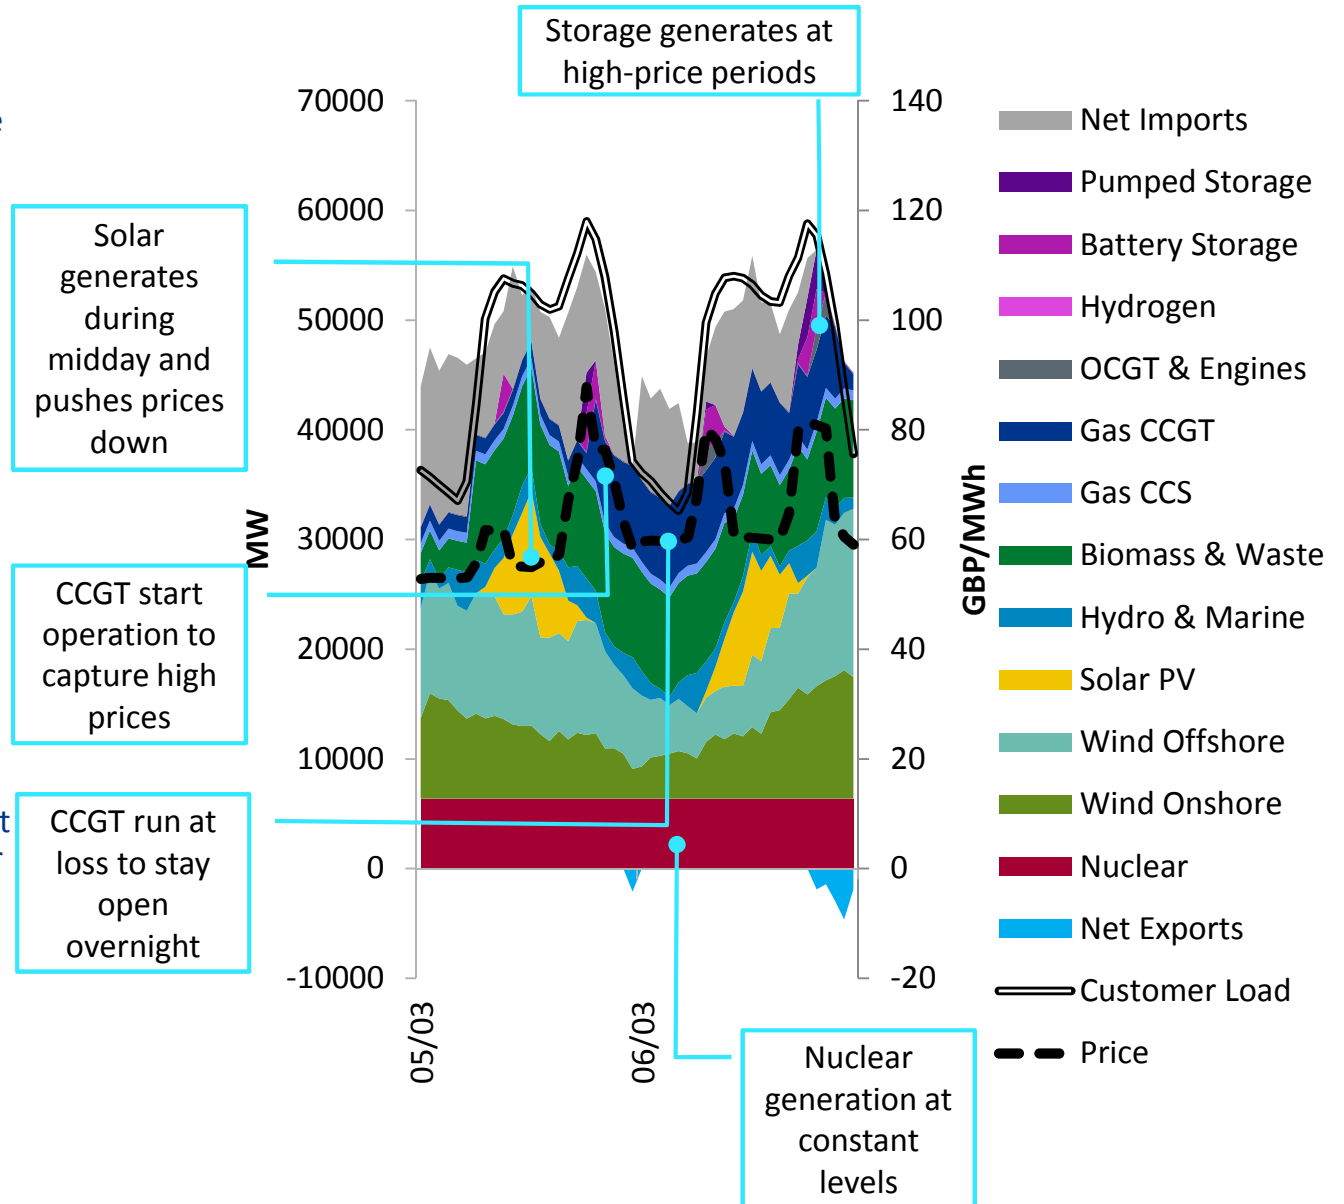 Storage generates at
high-price periods
e
Solar
generates
during
midday and
pushes prices
down
CCGT start
operation to
capture high
prices
t
r
CCGT run at
loss to stay
open
overnight
Nuclear
generation at
constant
levels
70000
60000
50000
40000
30000
20000
10000
0
-10000
MW
140
120
100
80
60
40
20
0
-20
GBP/MWh
05/03
06/03
Net Imports
Pumped Storage
Battery Storage
Hydrogen
OCGT & Engines
Gas CCGT
Gas CCS
Biomass & Waste
Hydro & Marine
Solar PV
Wind Offshore
Wind Onshore
Nuclear
Net Exports
Customer Load
Price